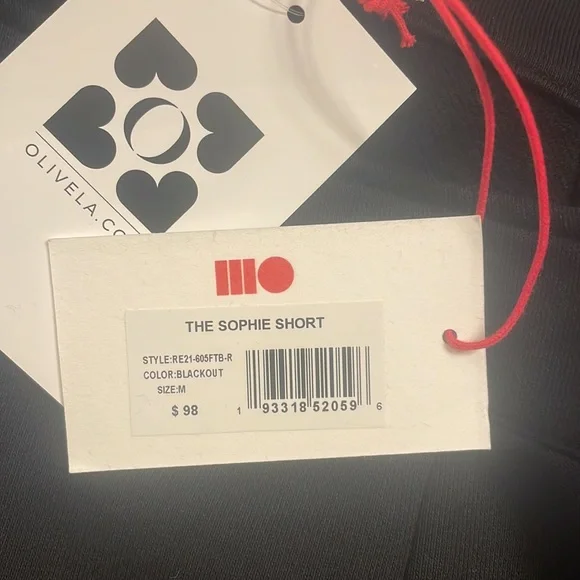 OLIVELA.CO
THE SOPHIE SHORT
STYLE:RE21-605FTB-R
COLOR:BLACKOUT
SIZE:M
$ 98
1 93318 52059 6